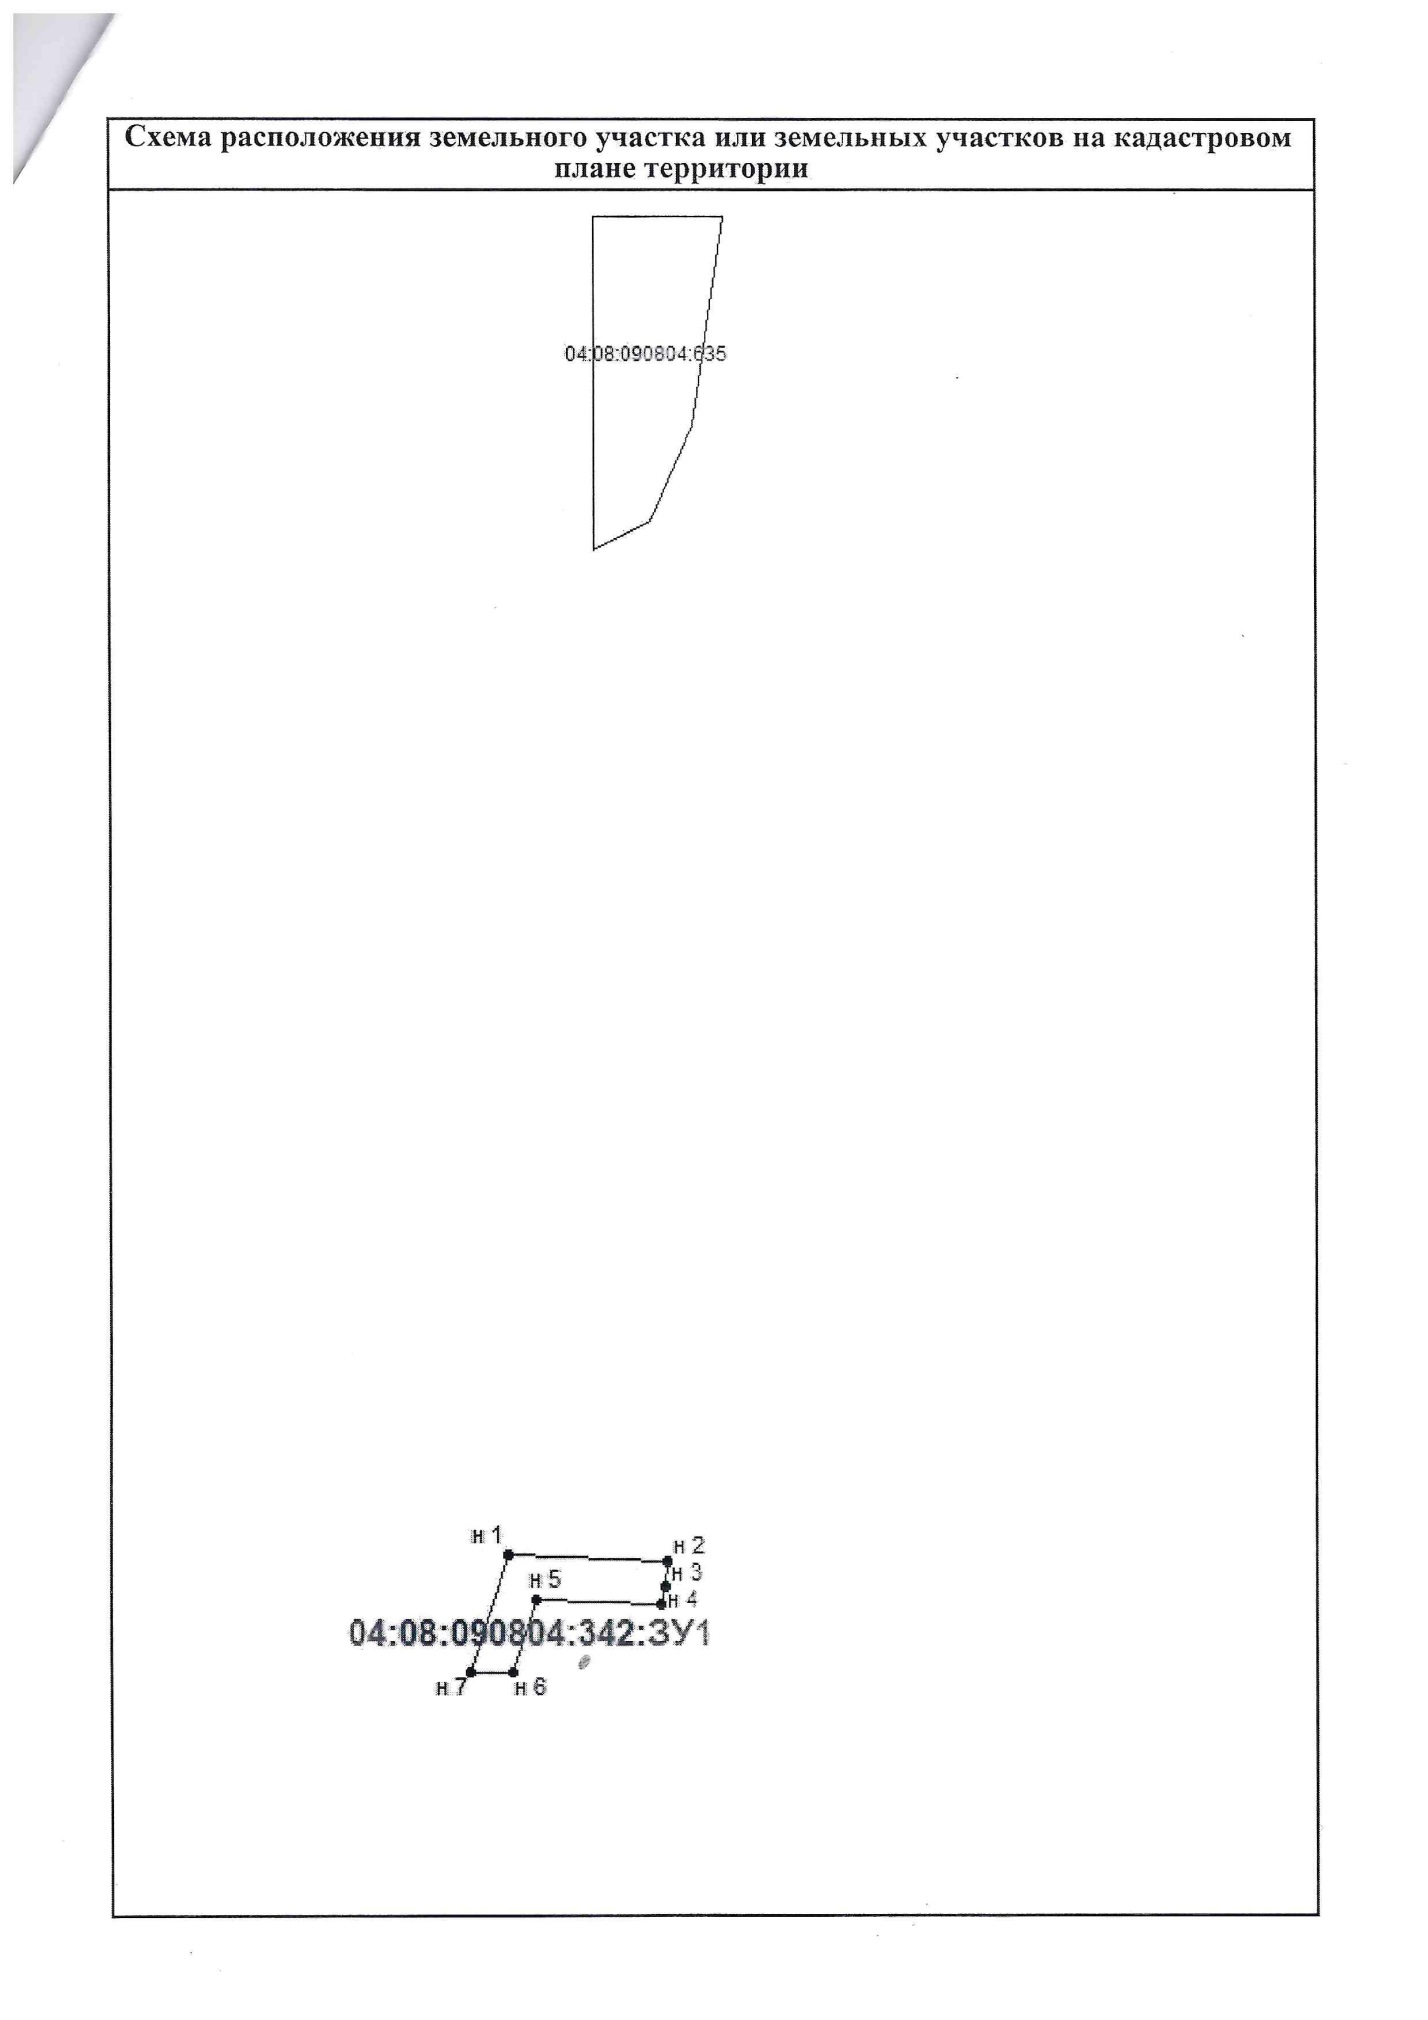 Схема расположения земельного участка или земельных участков на кадастровом
плане территории
04:08:090804:635
н 1
н 2
н 3
н 5
н 4
04:08:090804:342:ЗУ1
н 7
н 6